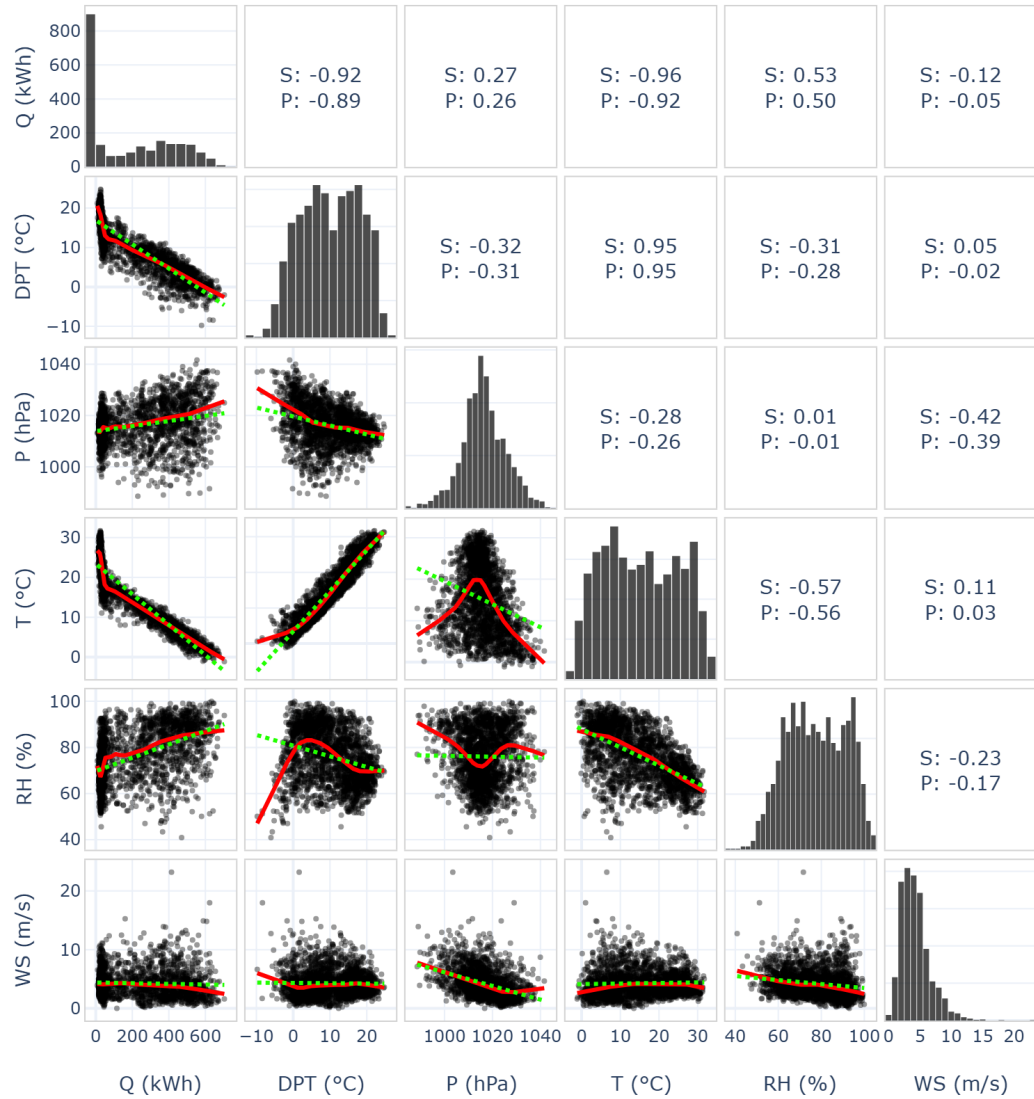 Q (kWh)
800
600
400
200
0
S: -0.92
P: -0.89
S: 0.27
P: 0.26
S: -0.96
P: -0.92
S: 0.53
P: 0.50
S: -0.12
P: -0.05
DPT (°C)
20
10
0
−10
S: -0.32
P: -0.31
S: 0.95
P: 0.95
S: -0.31
P: -0.28
S: 0.05
P: -0.02
P (hPa)
1040
1020
1000
S: -0.28
P: -0.26
S: 0.01
P: -0.01
S: -0.42
P: -0.39
T (°C)
30
20
10
0
S: -0.57
P: -0.56
S: 0.11
P: 0.03
RH (%)
100
80
60
40
S: -0.23
P: -0.17
WS (m/s)
20
10
0
0 200 400 600
−10 0 10 20
1000 1020 1040
0 10 20 30
40 60 80 100
0 5 10 20
Q (kWh)
DPT (°C)
P (hPa)
T (°C)
RH (%)
WS (m/s)